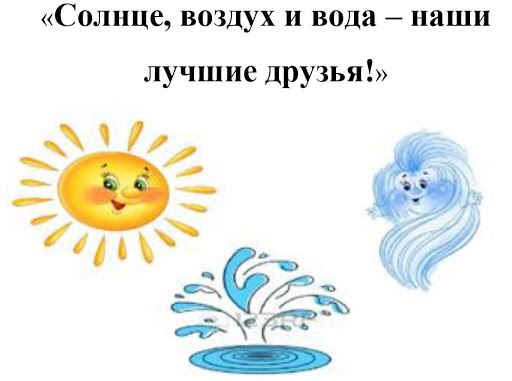 «Солнце, воздух и вода – наши
лучшие друзья!»